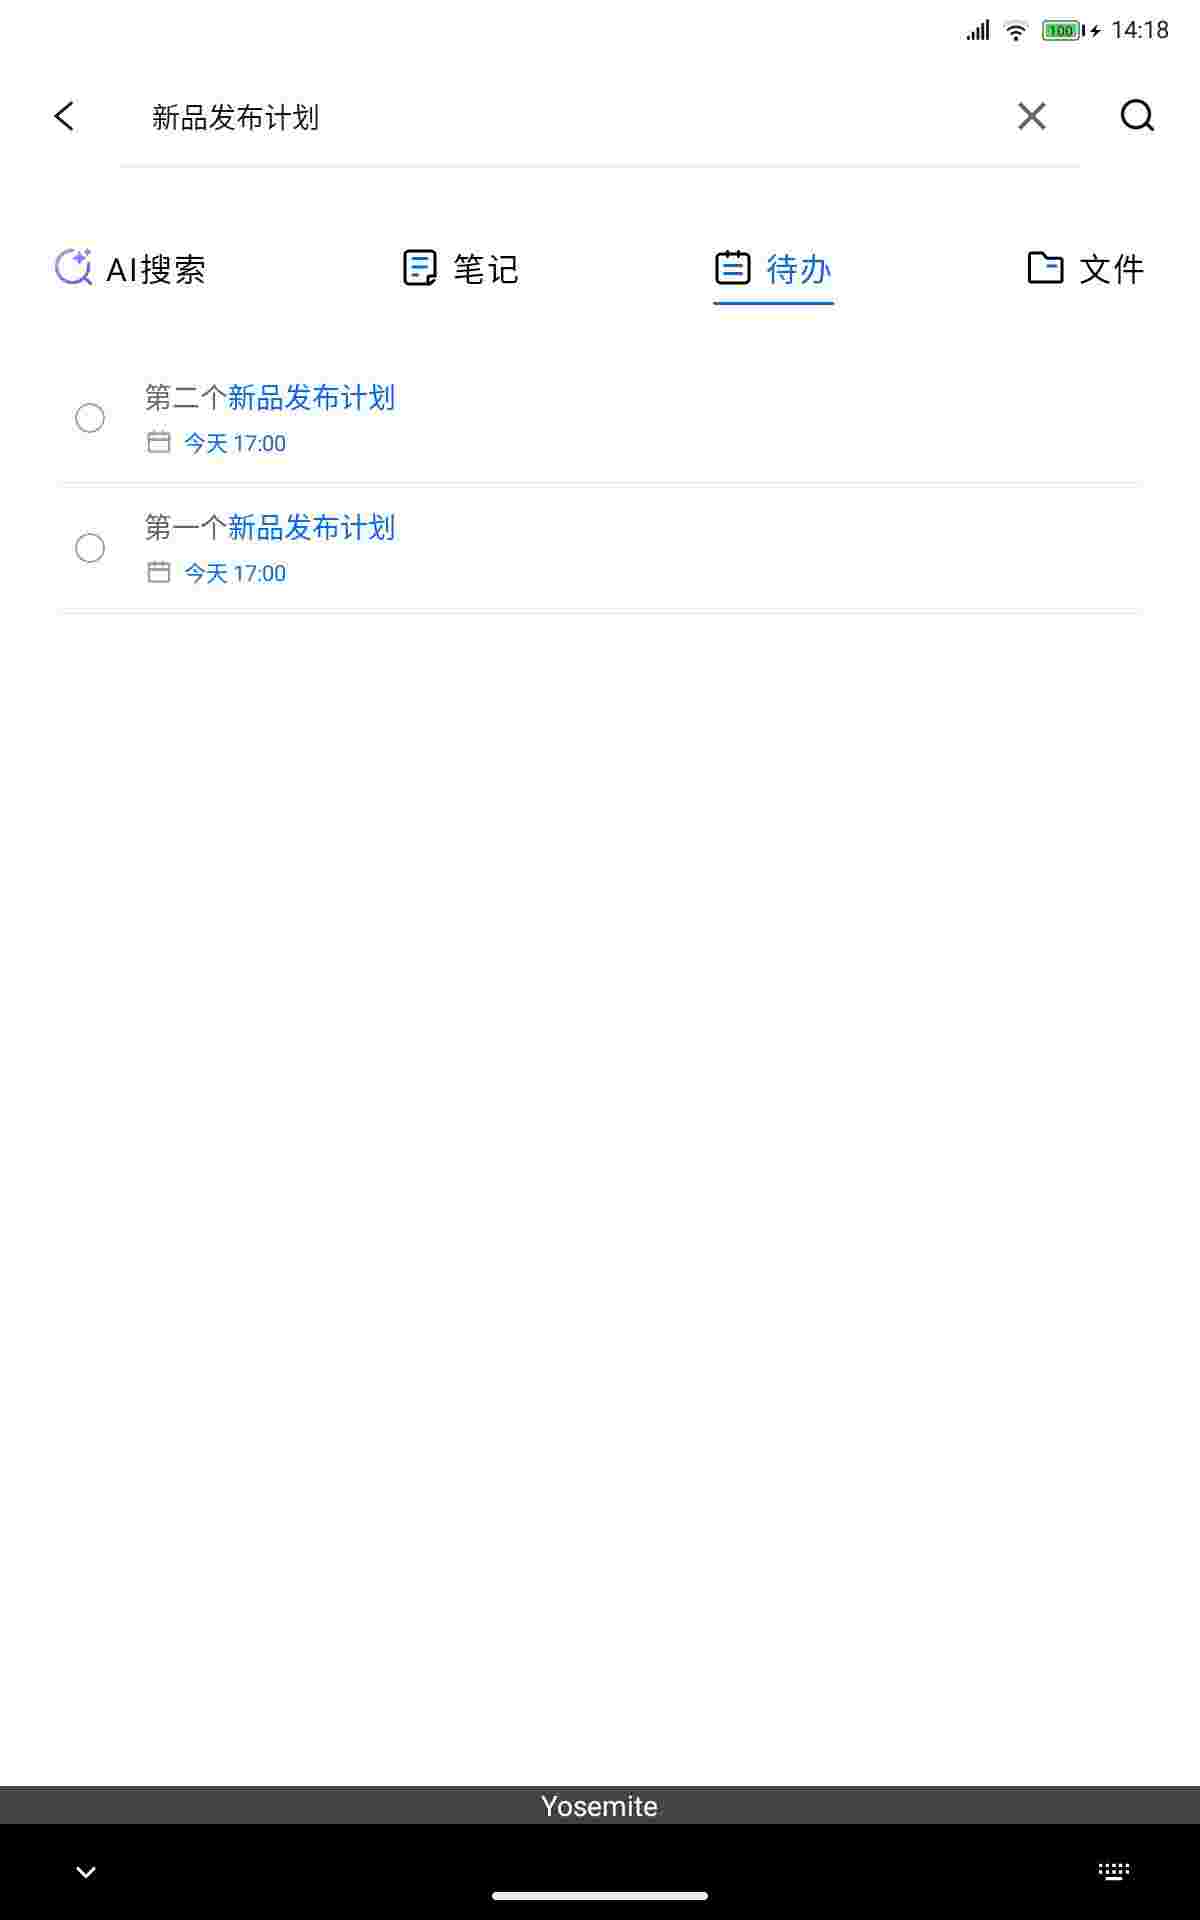 100 14:18
新品发布计划
AI搜索 笔记 待办 文件
第二个新品发布计划
今天 17:00
第一个新品发布计划
今天 17:00
Yosemite